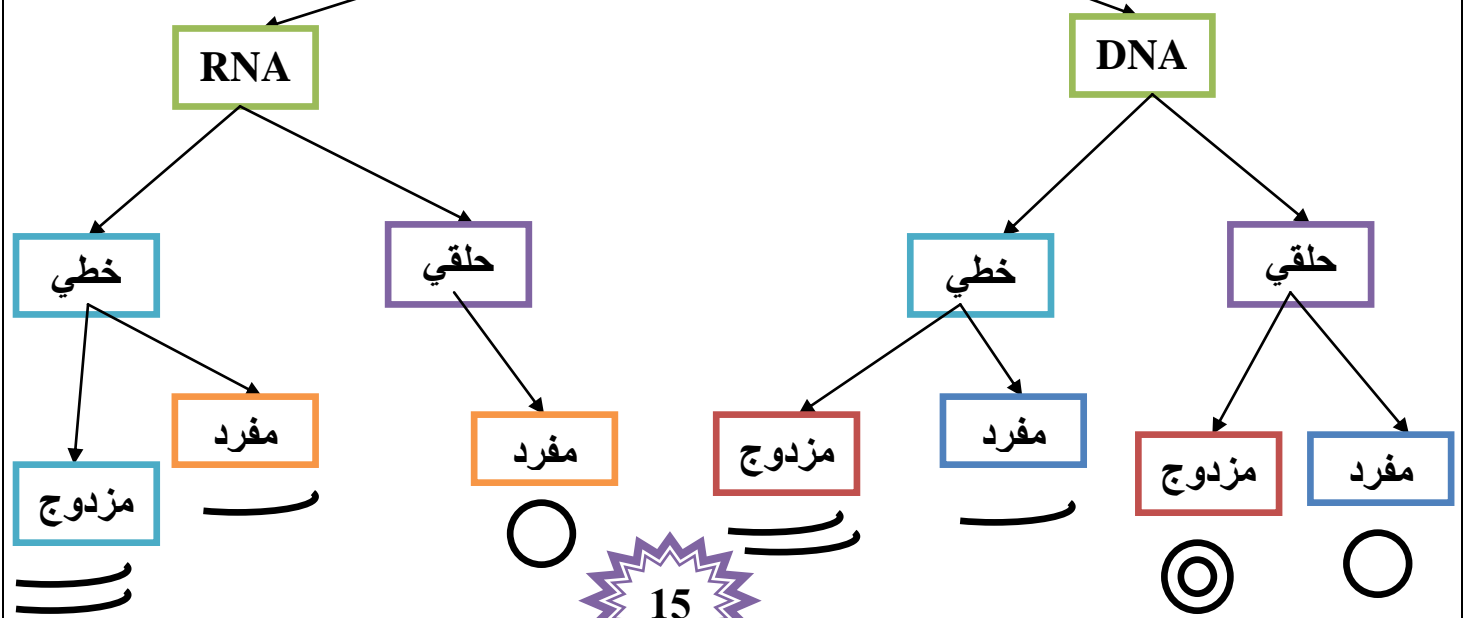 DNA
RNA
حلقي
خطي
حلقي
خطي
مفرد
مزدوج
مفرد
مزدوج
مفرد
مفرد
مزدوج
15